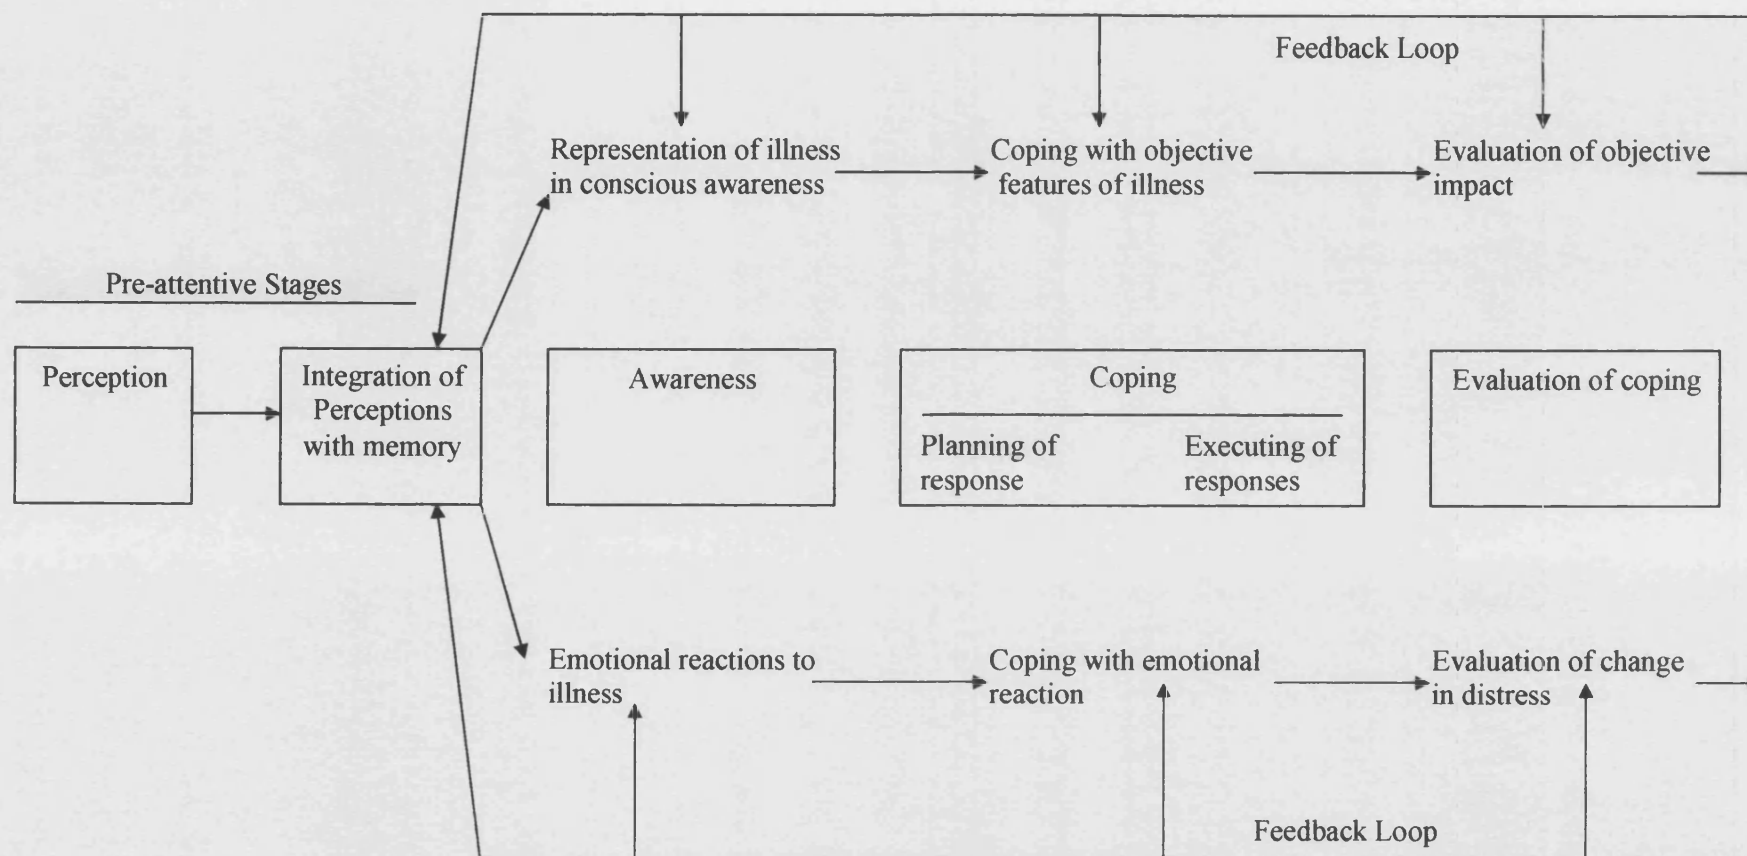 Feedback Loop
Representation of illness
in conscious awareness
Coping with objective
features of illness
Evaluation of objective
impact
Pre-attentive Stages
Perception
Integration of
Perceptions
with memory
Awareness
Coping
Planning of
response
Executing of
responses
Evaluation of coping
Emotional reactions to
illness
Coping with emotional
reaction
Evaluation of change
in distress
Feedback Loop